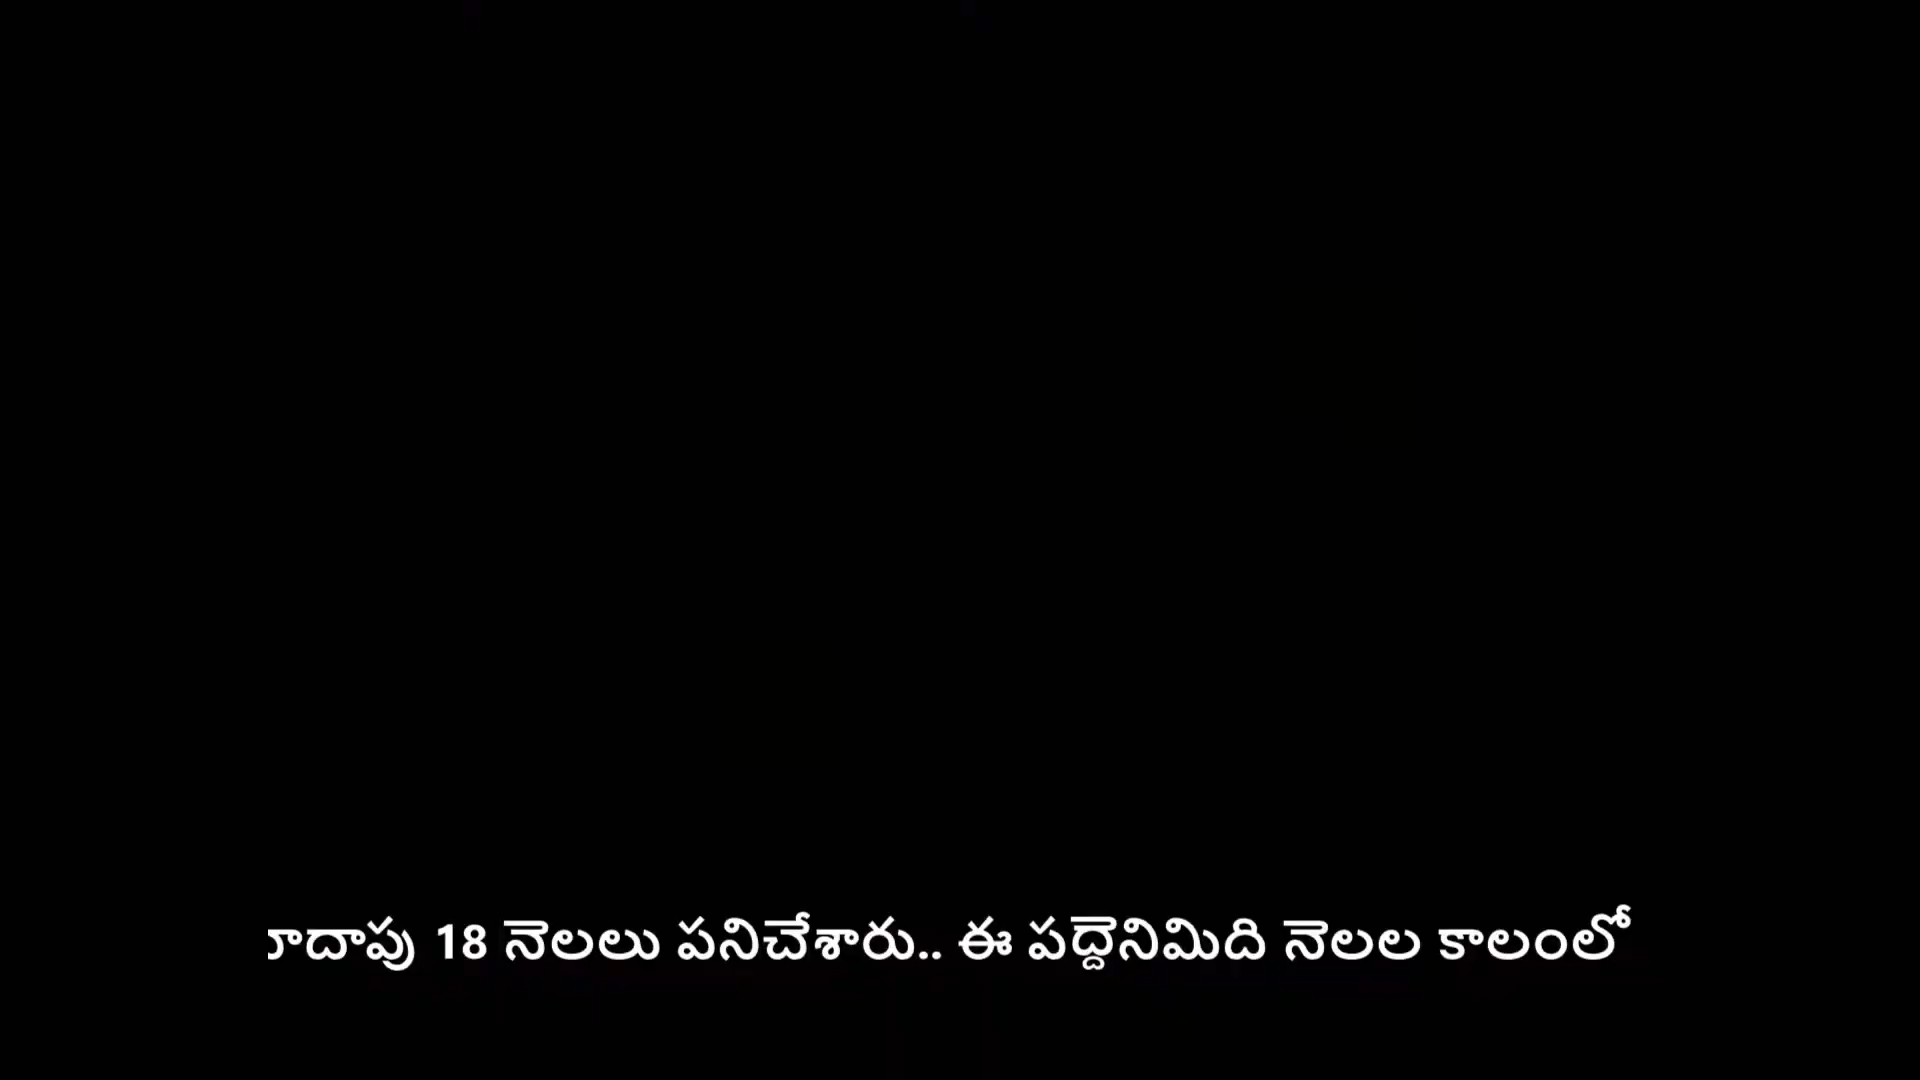 18 నెలలు పనిచేశారు.. ఈ పద్దెనిమిది నెలల కాలంలో